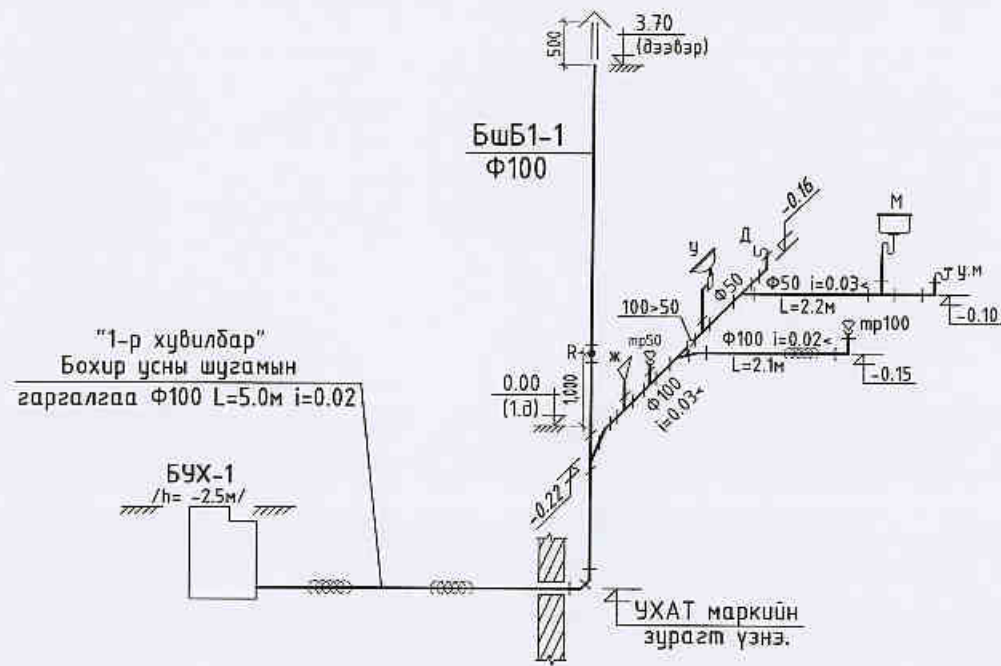 3.70
(дээвэр)
500
БшБ1-1
Ф100
-0.16
М
Д
У
Ф50
Ф50 i=0.03<
L=2.2м
У.М
-0.10
100>50
тр50
Ф100 i=0.02<
L=2.1м
тр100
-0.15
R
Ж
Ф100
i=0.03<
1,000
0.00
(1.д)
"1-р хувилбар"
Бохир усны шугамын
гаргалгаа Ф100 L=5.0м i=0.02
-0.22
БУХ-1
/h= -2.5м/
УХАТ маркийн
зурагт үзнэ.